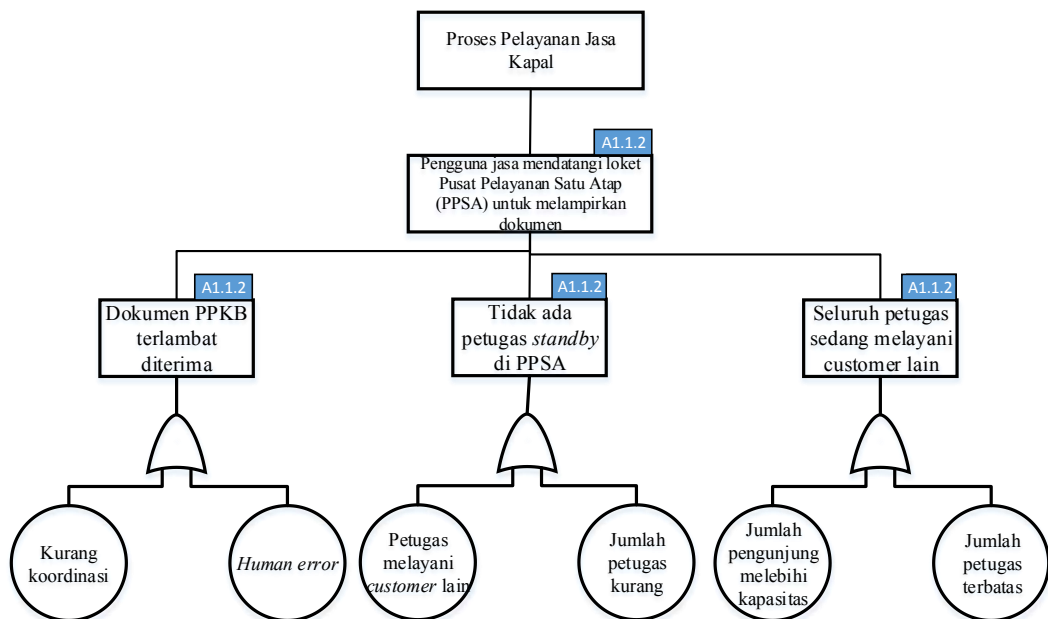 Proses Pelayanan Jasa
Kapal
A1.1.2
Pengguna jasa mendatangi loket
Pusat Pelayanan Satu Atap
(PPSA) untuk melampirkan
dokumen
A1.1.2
Dokumen PPKB
terlambat
diterima
A1.1.2
Tidak ada
petugas standby
di PPSA
A1.1.2
Seluruh petugas
sedang melayani
customer lain
Kurang
koordinasi
Human error
Petugas
melayani
customer lain
Jumlah
petugas
kurang
Jumlah
pengunjung
melebihi
kapasitas
Jumlah
petugas
terbatas